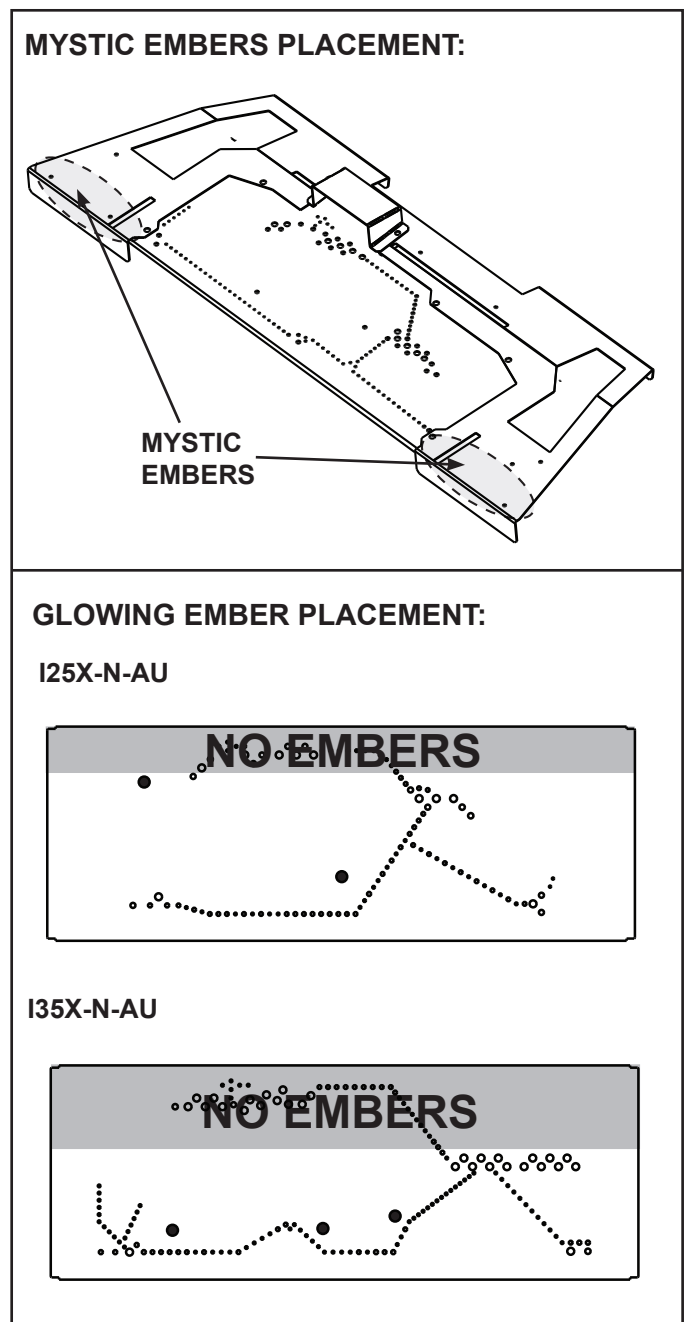 MYSTIC EMBERS PLACEMENT:
MYSTIC
EMBERS
GLOWING EMBER PLACEMENT:
I25X-N-AU
NO EMBERS
I35X-N-AU
NO EMBERS